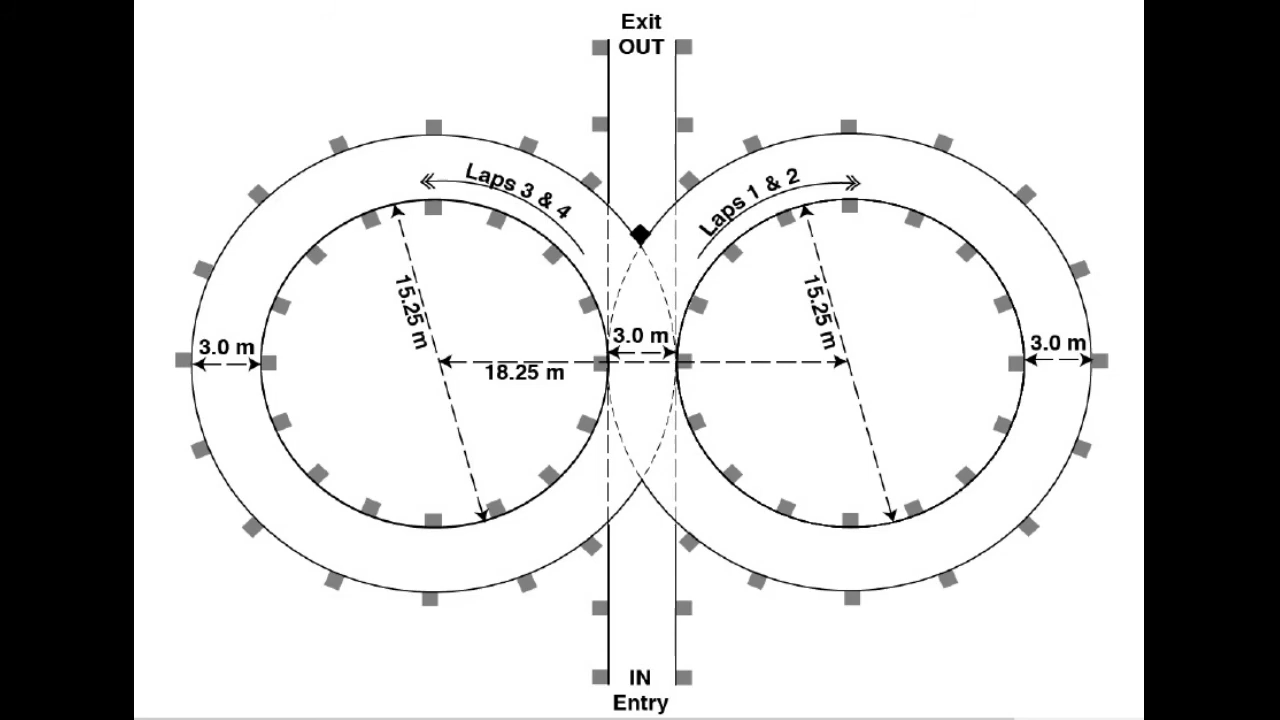 Exit
OUT
Laps 3 & 4
Laps 1 & 2
15.25 m
15.25 m
3.0 m
3.0 m
3.0 m
18.25 m
IN
Entry